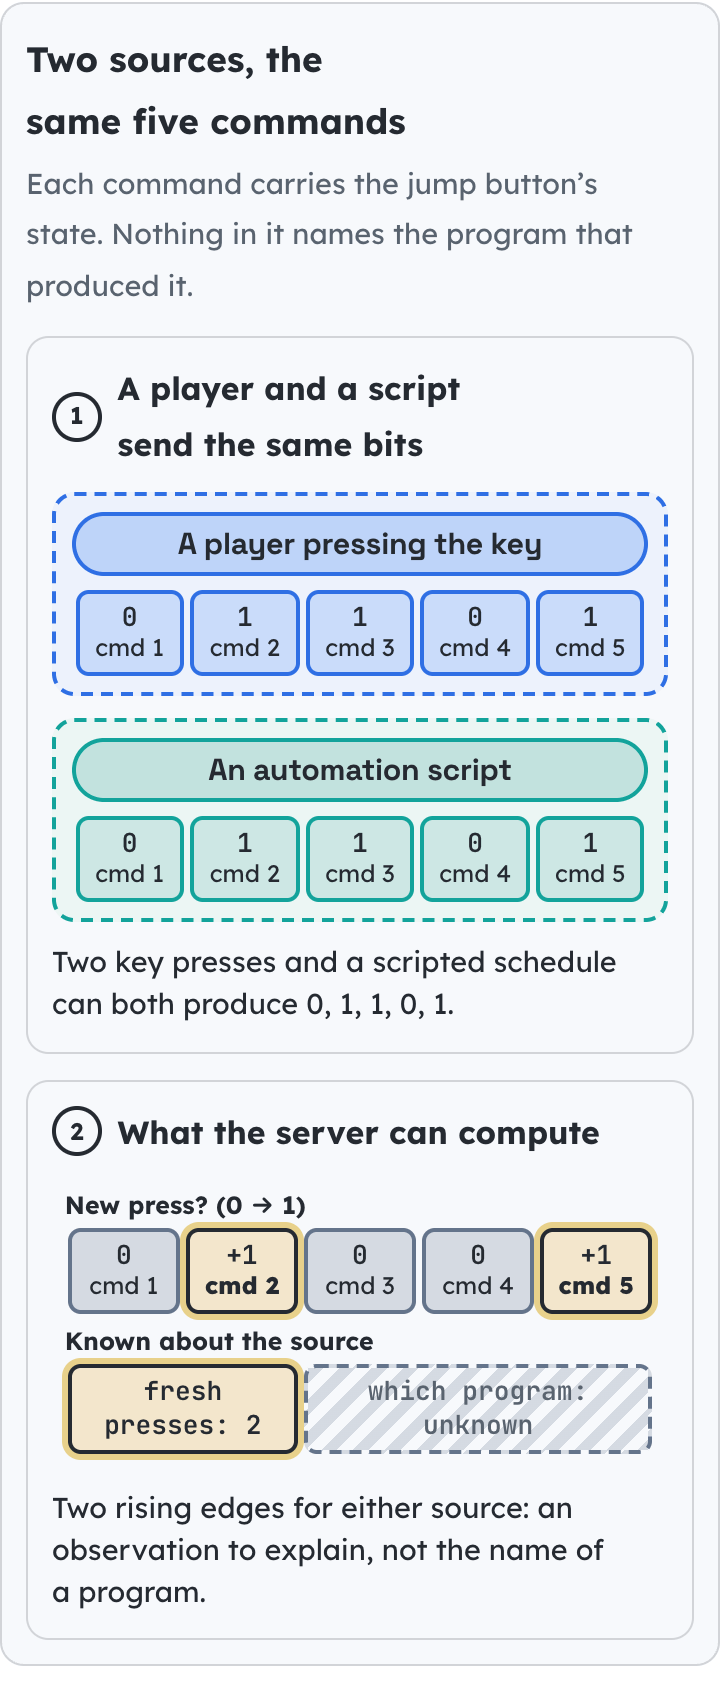 Two sources, the
same five commands
Each command carries the jump button’s
state. Nothing in it names the program that
produced it.
1
A player and a script
send the same bits
A player pressing the key
0 1 1 0 1
cmd 1 cmd 2 cmd 3 cmd 4 cmd 5
An automation script
0 1 1 0 1
cmd 1 cmd 2 cmd 3 cmd 4 cmd 5
Two key presses and a scripted schedule
can both produce 0, 1, 1, 0, 1.
2 What the server can compute
New press? (0 → 1)
0 +1 0 0 +1
cmd 1 cmd 2 cmd 3 cmd 4 cmd 5
Known about the source
fresh which program:
presses: 2 unknown
Two rising edges for either source: an
observation to explain, not the name of
a program.